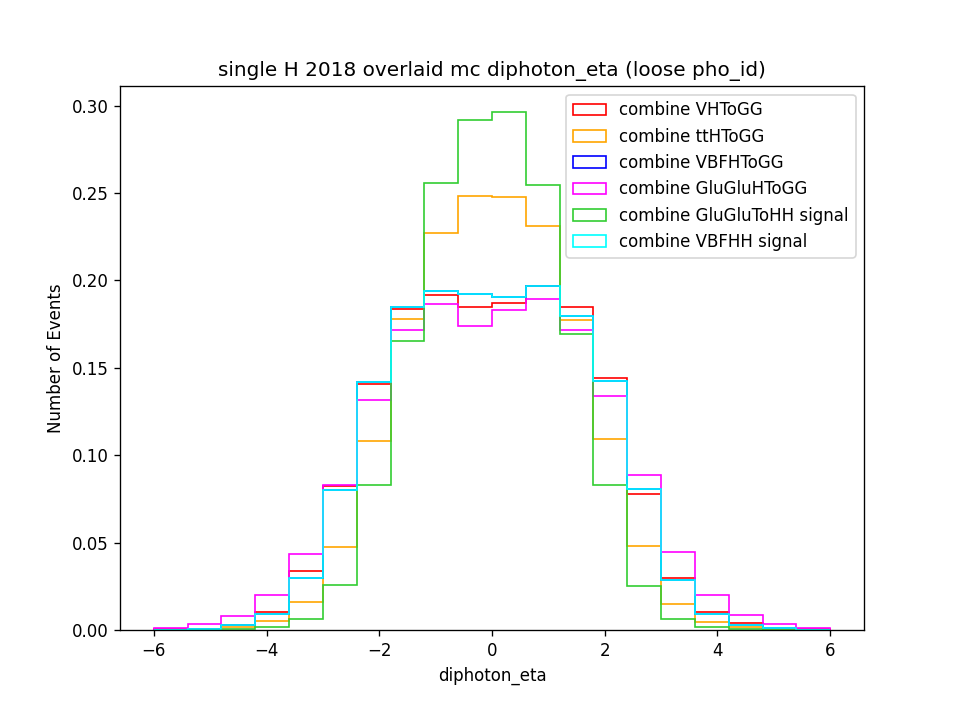 single H 2018 overlaid mc diphoton_eta (loose pho_id)
combine VHToGG
combine ttHToGG
combine VBFHToGG
combine GluGluHToGG
combine GluGluToHH signal
combine VBFHH signal
Number of Events
0.30
0.25
0.20
0.15
0.10
0.05
0.00
−6
−4
−2
0
2
4
6
diphoton_eta